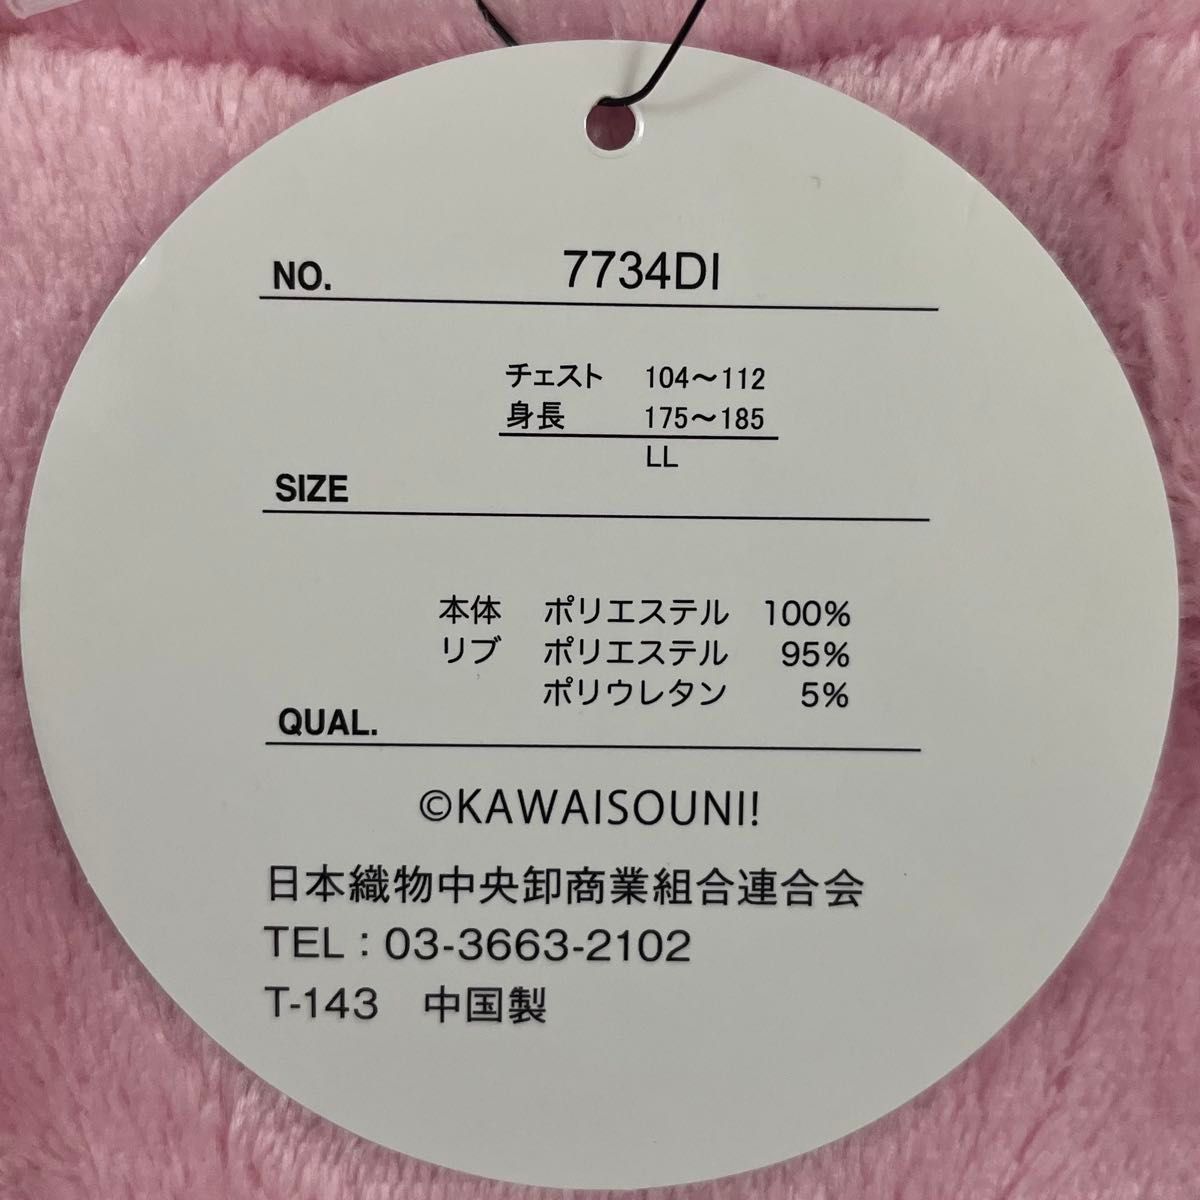 NO. 7734DI
チェスト 104～112
身長 175～185
LL
SIZE
本体 ポリエステル 100%
リブ ポリエステル 95%
ポリウレタン 5%
QUAL.
©KAWAISOUNI!
日本織物中央卸商業組合連合会
TEL：03-3663-2102
T-143 中国製